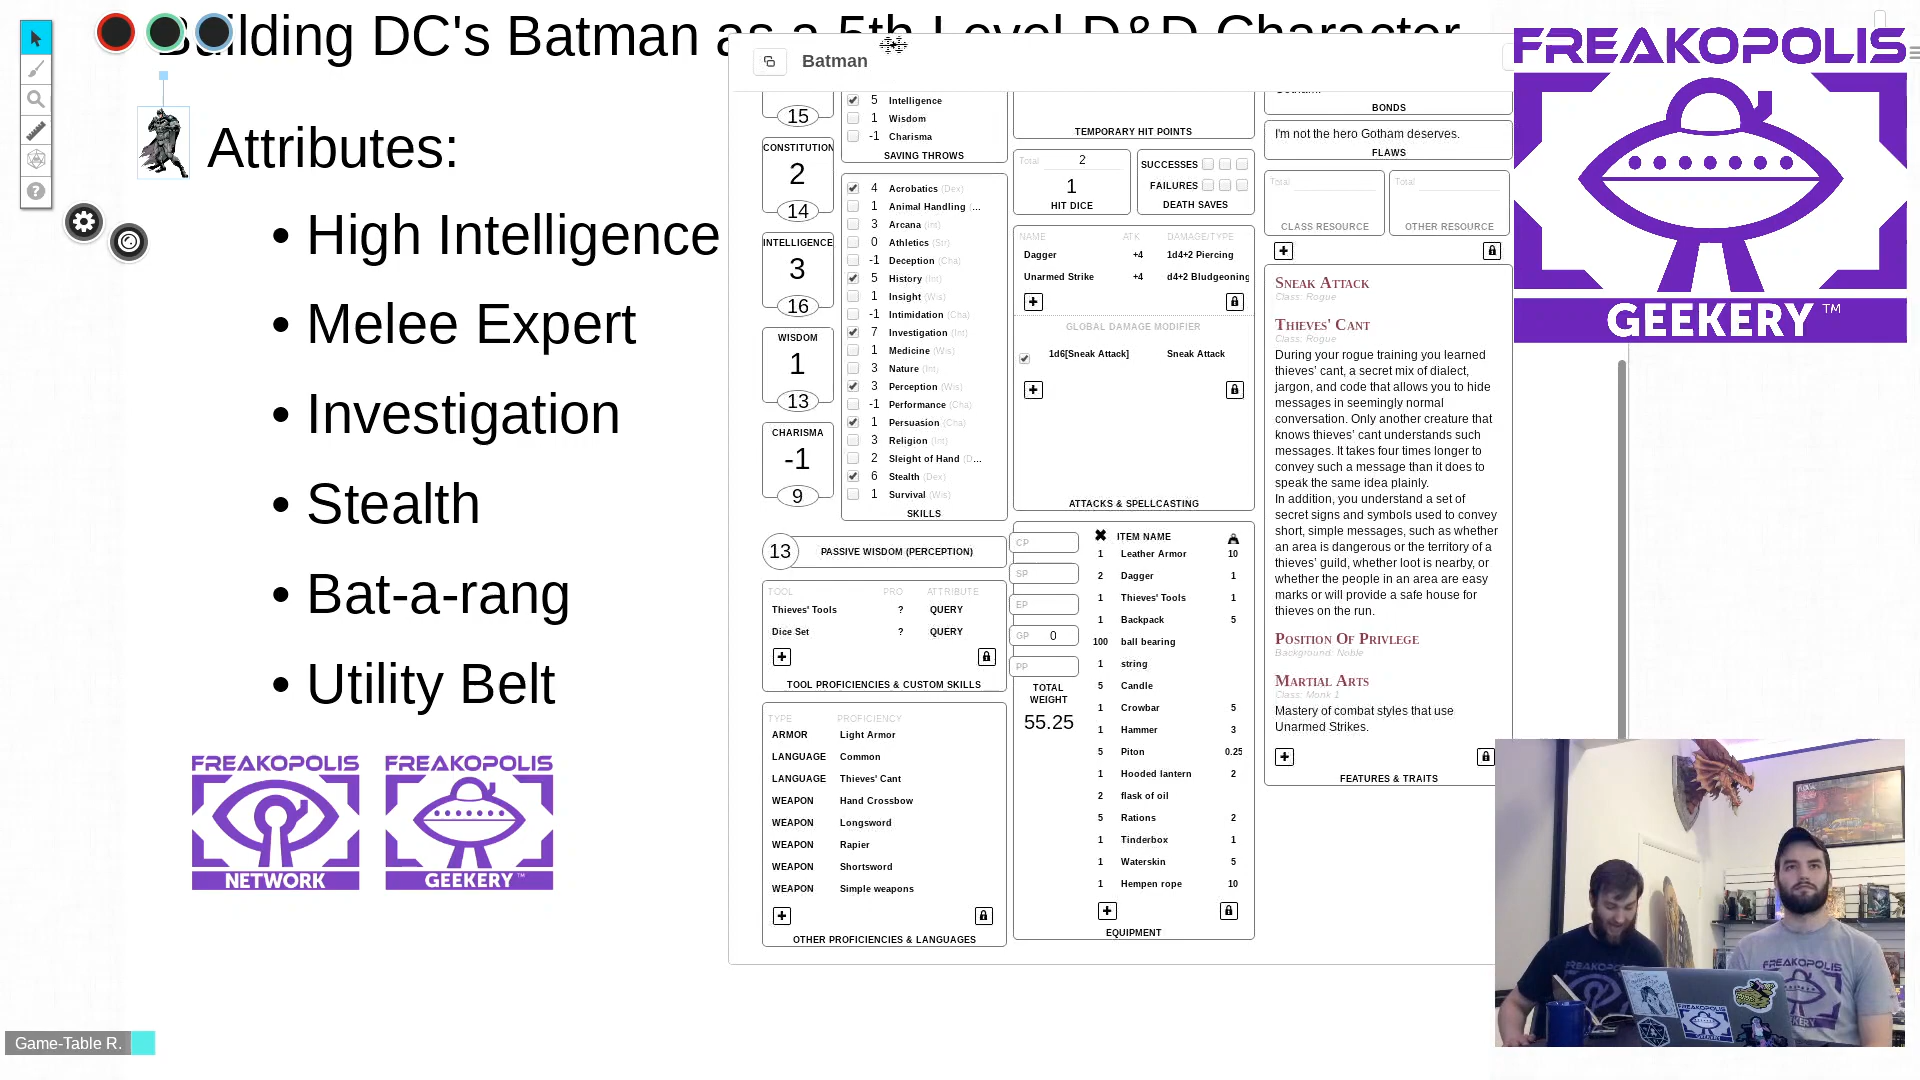 Building DC's Batman as a 5th Level D&D Character
Attributes:
• High Intelligence
• Melee Expert
• Investigation
• Stealth
• Bat-a-rang
• Utility Belt
FREAKOPOLIS
NETWORK
FREAKOPOLIS
GEEKERY™
Game-Table R.
Batman
15
CONSTITUTION
2
14
INTELLIGENCE
3
16
WISDOM
1
13
CHARISMA
-1
9
5 Intelligence
1 Wisdom
-1 Charisma
SAVING THROWS
4 Acrobatics (Dex)
1 Animal Handling (...
3 Arcana (Int)
0 Athletics (Str)
-1 Deception (Cha)
5 History (Int)
1 Insight (Wis)
-1 Intimidation (Cha)
7 Investigation (Int)
1 Medicine (Wis)
3 Nature (Int)
3 Perception (Wis)
-1 Performance (Cha)
1 Persuasion (Cha)
3 Religion (Int)
2 Sleight of Hand (D...
6 Stealth (Dex)
1 Survival (Wis)
SKILLS
13 PASSIVE WISDOM (PERCEPTION)
TOOL PRO ATTRIBUTE
Thieves' Tools ? QUERY
Dice Set ? QUERY
TOOL PROFICIENCIES & CUSTOM SKILLS
TYPE PROFICIENCY
ARMOR Light Armor
LANGUAGE Common
LANGUAGE Thieves' Cant
WEAPON Hand Crossbow
WEAPON Longsword
WEAPON Rapier
WEAPON Shortsword
WEAPON Simple weapons
OTHER PROFICIENCIES & LANGUAGES
TEMPORARY HIT POINTS
Total 2
1
HIT DICE
SUCCESSES
FAILURES
DEATH SAVES
NAME ATK DAMAGE/TYPE
Dagger +4 1d4+2 Piercing
Unarmed Strike +4 d4+2 Bludgeoning
GLOBAL DAMAGE MODIFIER
1d6[Sneak Attack] Sneak Attack
ATTACKS & SPELLCASTING
CP
SP
EP
GP 0
PP
TOTAL
WEIGHT
55.25
ITEM NAME
1 Leather Armor 10
2 Dagger 1
1 Thieves' Tools 1
1 Backpack 5
100 ball bearing
1 string
5 Candle
1 Crowbar 5
1 Hammer 3
5 Piton 0.25
1 Hooded lantern 2
2 flask of oil
5 Rations 2
1 Tinderbox 1
1 Waterskin 5
1 Hempen rope 10
EQUIPMENT
BONDS
I'm not the hero Gotham deserves.
FLAWS
Total
CLASS RESOURCE
Total
OTHER RESOURCE
SNEAK ATTACK
Class: Rogue
THIEVES' CANT
Class: Rogue
During your rogue training you learned
thieves' cant, a secret mix of dialect,
jargon, and code that allows you to hide
messages in seemingly normal
conversation. Only another creature that
knows thieves' cant understands such
messages. It takes four times longer to
convey such a message than it does to
speak the same idea plainly.
In addition, you understand a set of
secret signs and symbols used to convey
short, simple messages, such as whether
an area is dangerous or the territory of a
thieves' guild, whether loot is nearby, or
whether the people in an area are easy
marks or will provide a safe house for
thieves on the run.
POSITION OF PRIVLEGE
Background: Noble
MARTIAL ARTS
Class: Monk 1
Mastery of combat styles that use
Unarmed Strikes.
FEATURES & TRAITS
FREAKOPOLIS
GEEKERY™
FREAKOPOLIS
FREAKOPOLIS
FREAKOPOLIS
GEEKERY